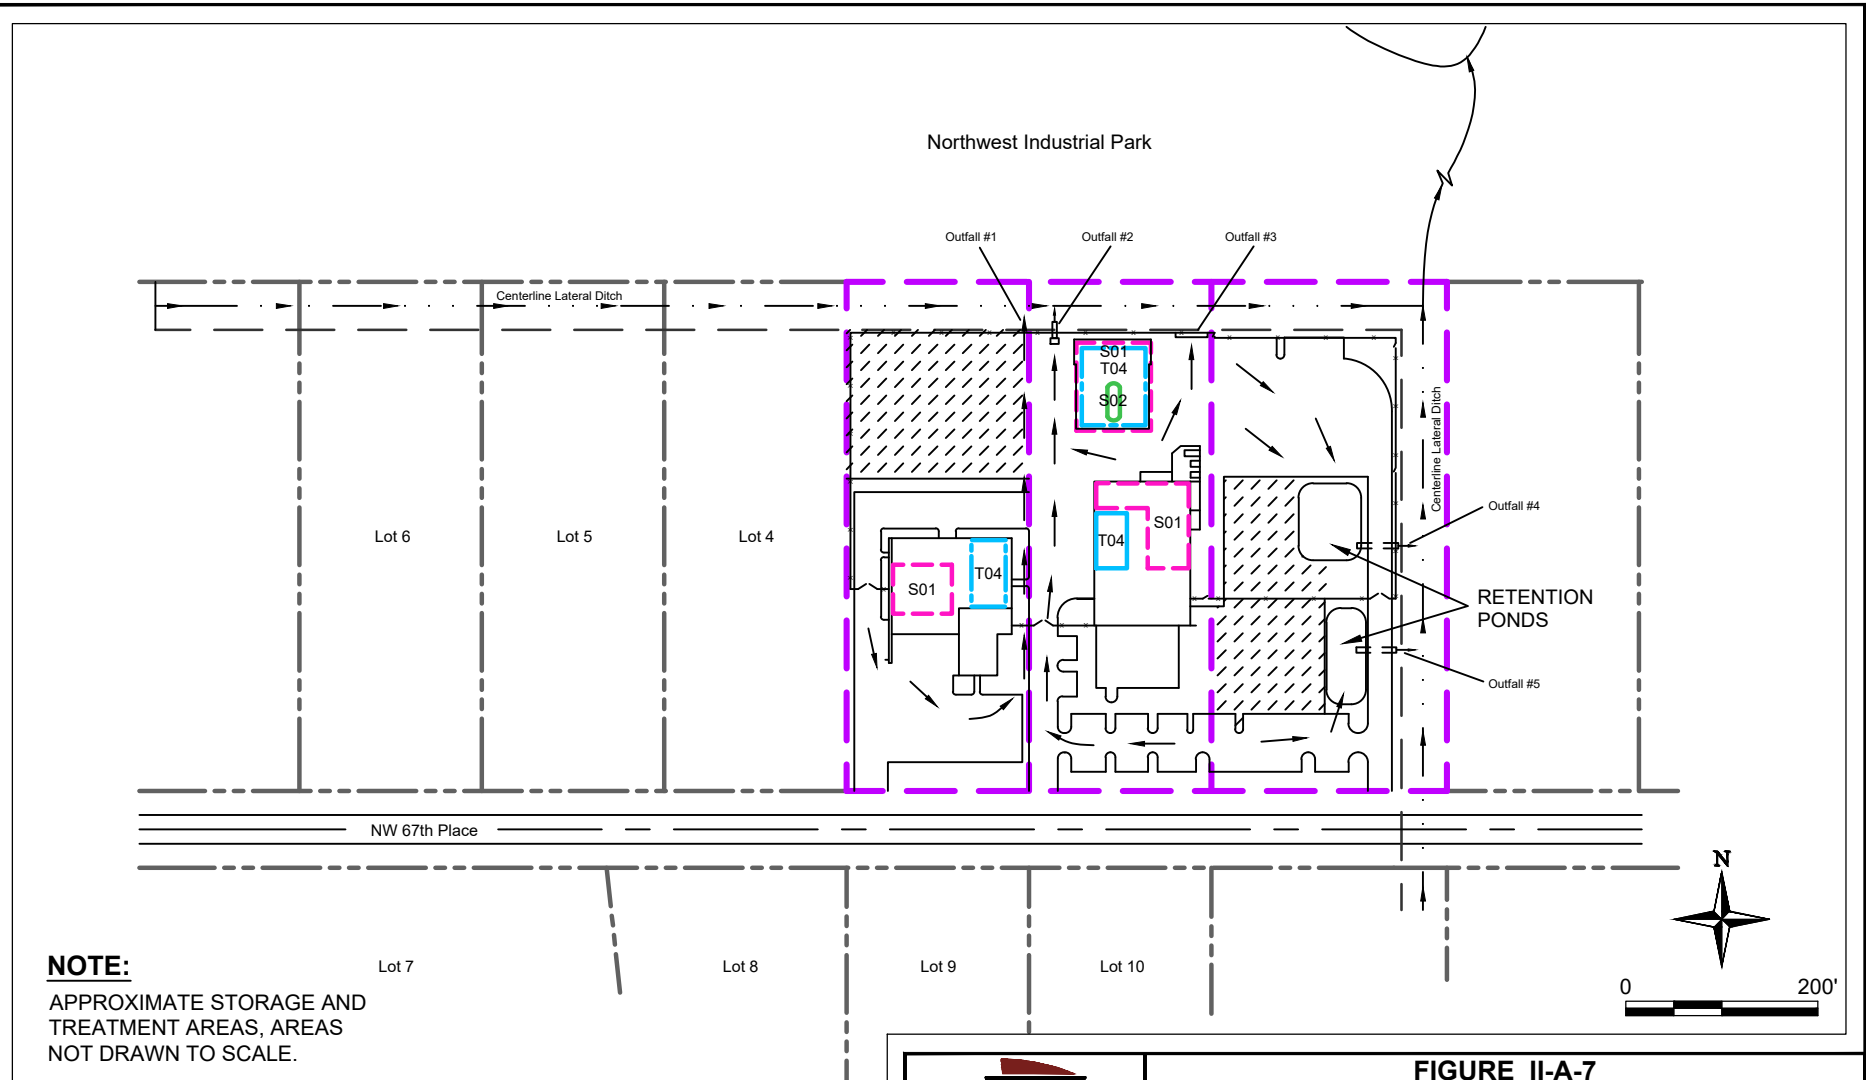 Northwest Industrial Park
Outfall #1
Outfall #2
Outfall #3
Centerline Lateral Ditch
S01
T04
S02
Centerline Lateral Ditch
Outfall #4
Lot 6
Lot 5
Lot 4
S01
T04
T04
S01
RETENTION
PONDS
Outfall #5
NW 67th Place
N
NOTE:
Lot 7
Lot 8
Lot 9
Lot 10
0
200'
APPROXIMATE STORAGE AND
TREATMENT AREAS, AREAS
NOT DRAWN TO SCALE.
FIGURE II-A-7